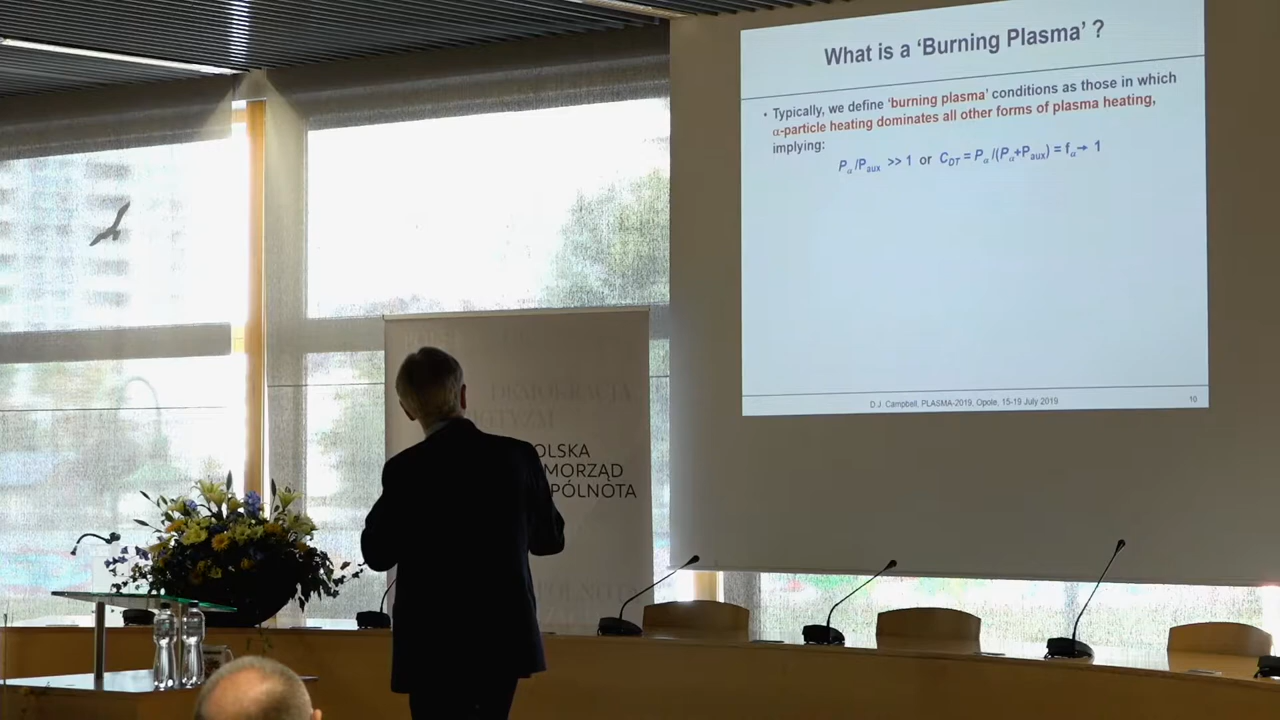 What is a 'Burning Plasma' ?
• Typically, we define 'burning plasma' conditions as those in which
α-particle heating dominates all other forms of plasma heating,
implying:
Pα/Paux >> 1 or CDT = Pα/(Pα+Paux) = fα→ 1
D.J. Campbell, PLASMA-2019, Opole, 15-19 July 2019
10
DEMOKRACJA
OLSKA
MORZĄD
PÓLNOTA